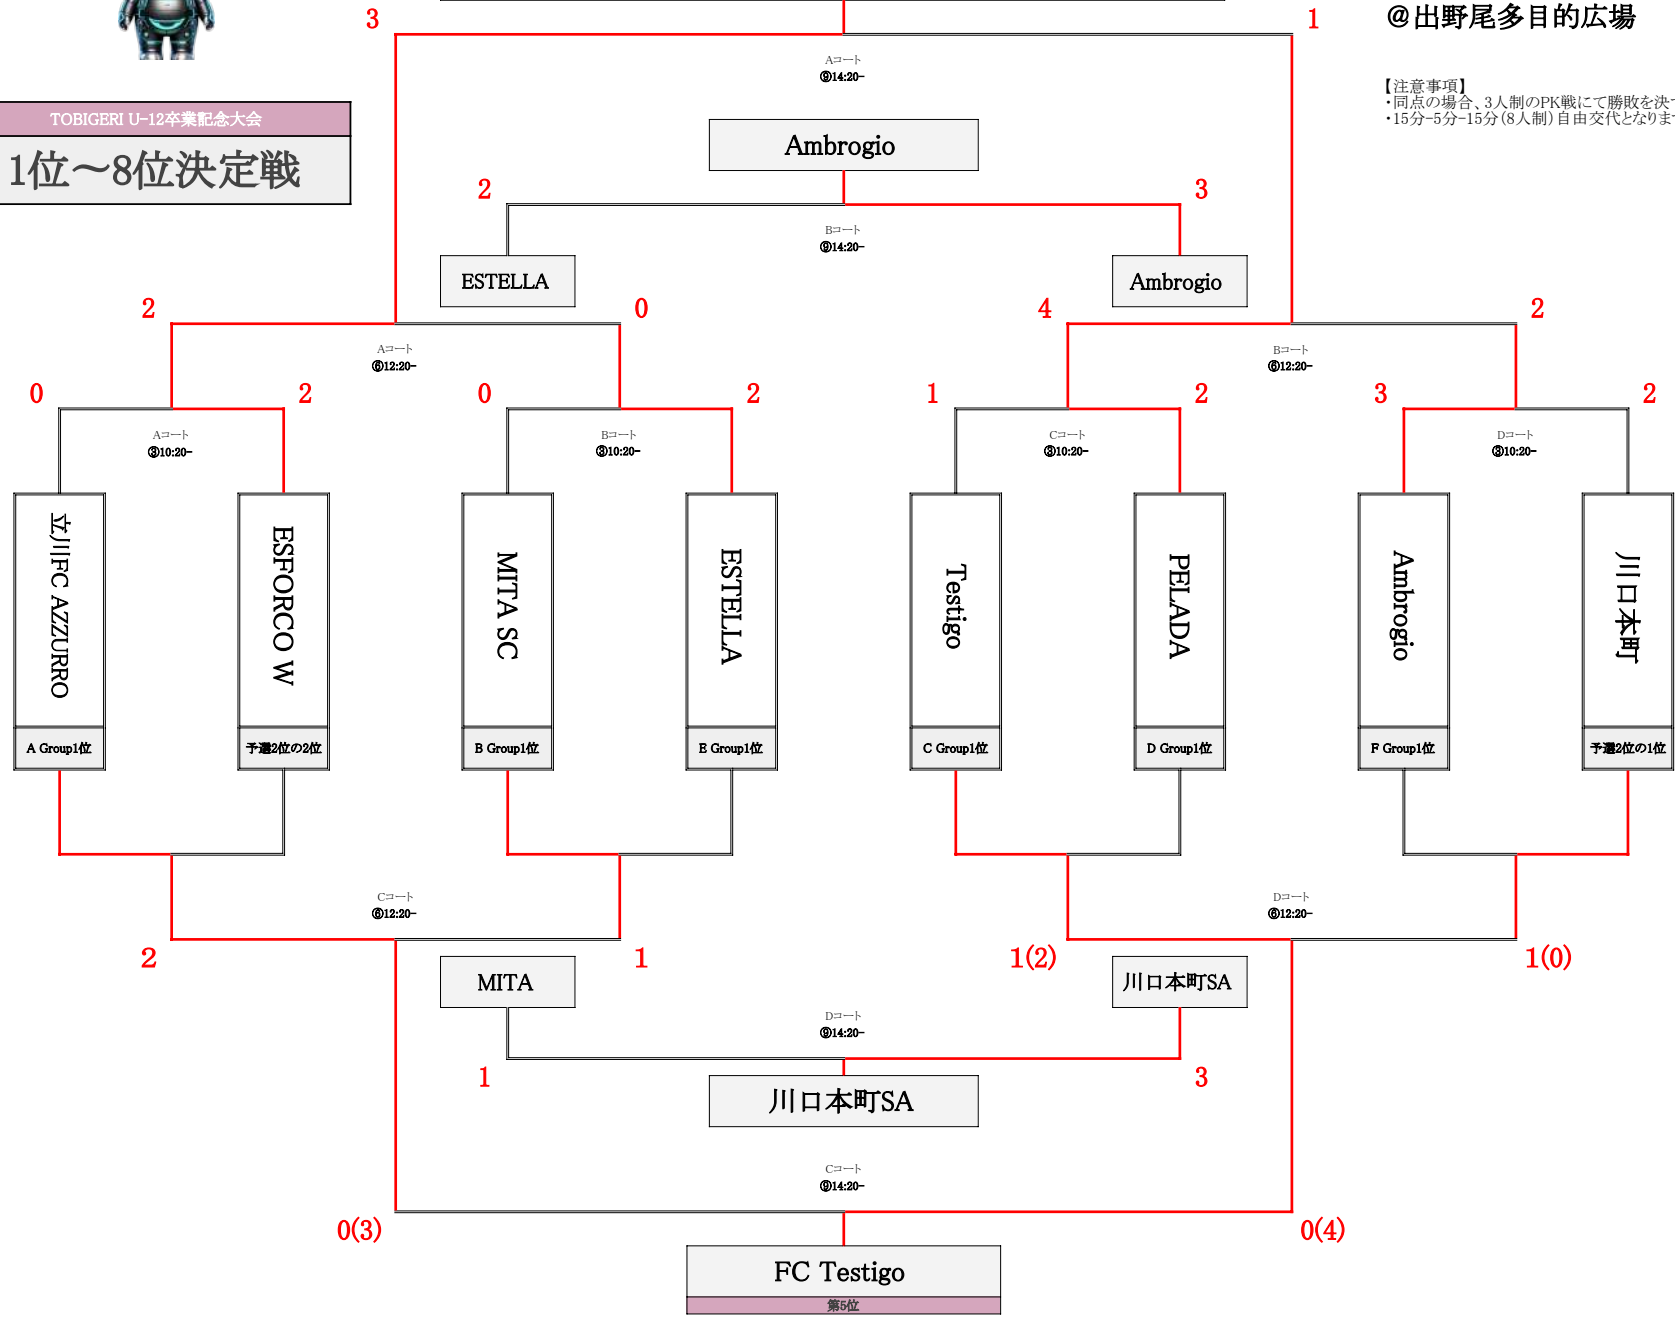 3
1
@出野尾多目的広場
Aコート
⑨14:20-
【注意事項】
・同点の場合、3人制のPK戦にて勝敗を決
・15分-5分-15分(8人制)自由交代となりま
TOBIGERI U-12卒業記念大会
1位〜8位決定戦
Ambrogio
2
3
Bコート
⑨14:20-
ESTELLA
Ambrogio
2
0
4
2
Aコート
⑥12:20-
Bコート
⑥12:20-
0
2
0
2
1
2
3
2
Aコート
③10:20-
Bコート
③10:20-
Cコート
③10:20-
Dコート
③10:20-
立川FC AZZURRO
ESFORCO W
MITA SC
ESTELLA
Testigo
PELADA
Ambrogio
川口本町
A Group1位
予選2位の2位
B Group1位
E Group1位
C Group1位
D Group1位
F Group1位
予選2位の1位
Cコート
⑥12:20-
Dコート
⑥12:20-
2
1
1(2)
1(0)
MITA
川口本町SA
Dコート
⑨14:20-
1
3
川口本町SA
Cコート
⑨14:20-
0(3)
0(4)
FC Testigo
第5位